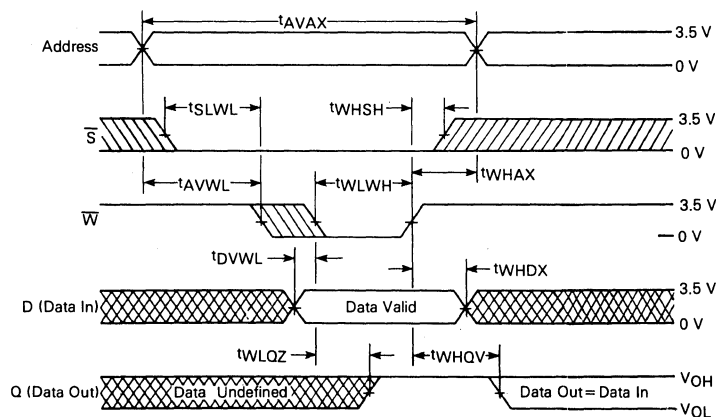 tAVAX
Address
3.5 V
0 V
tSLWL
tWHSH
S
3.5 V
0 V
tAVWL
tWLWH
tWHAX
W
3.5 V
0 V
tDVWL
tWHDX
D (Data In)
Data Valid
3.5 V
0 V
tWLQZ
tWHQV
Q (Data Out)
Data Undefined
Data Out = Data In
VOH
VOL